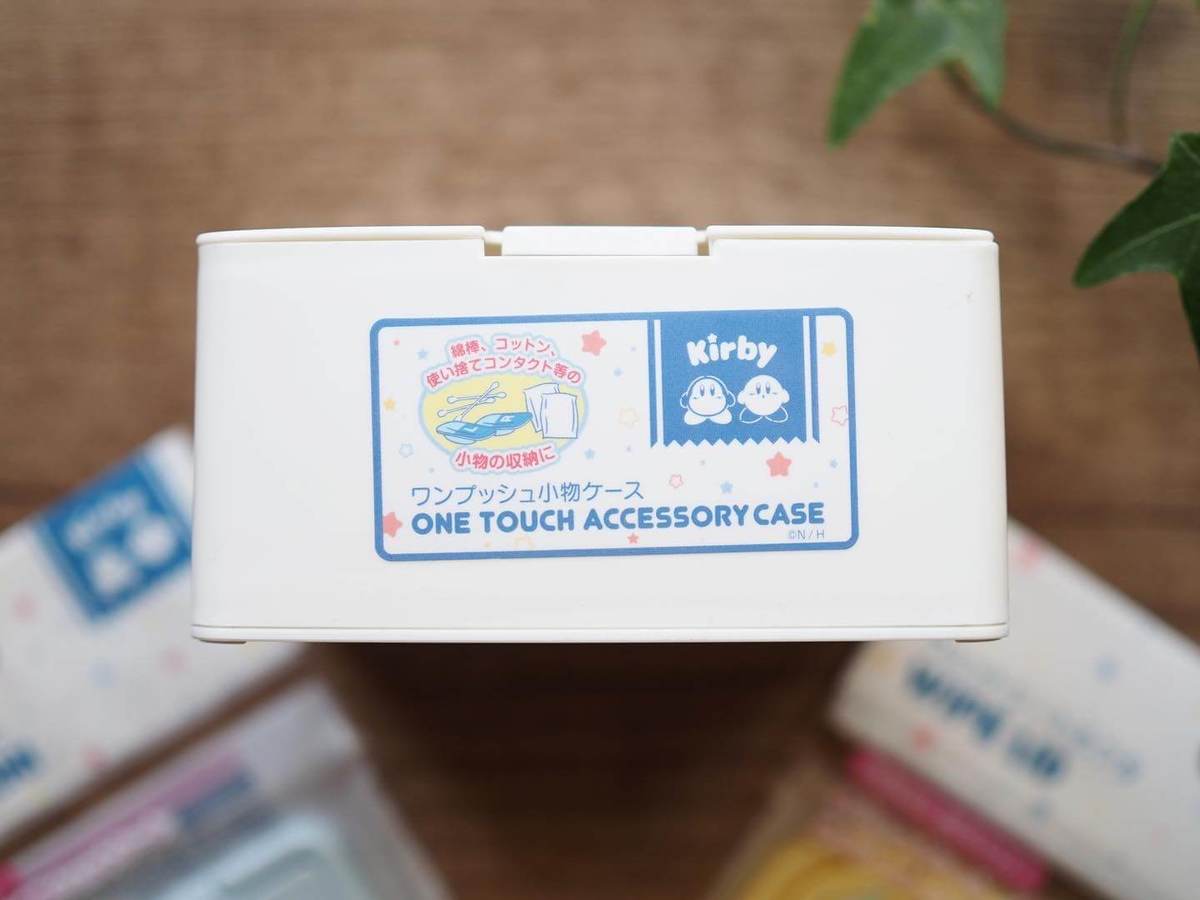 綿棒、コットン、
使い捨てコンタクト等の
小物の収納に
Kirby
ワンプッシュ小物ケース
ONE TOUCH ACCESSORY CASE
©N / H
Kirby